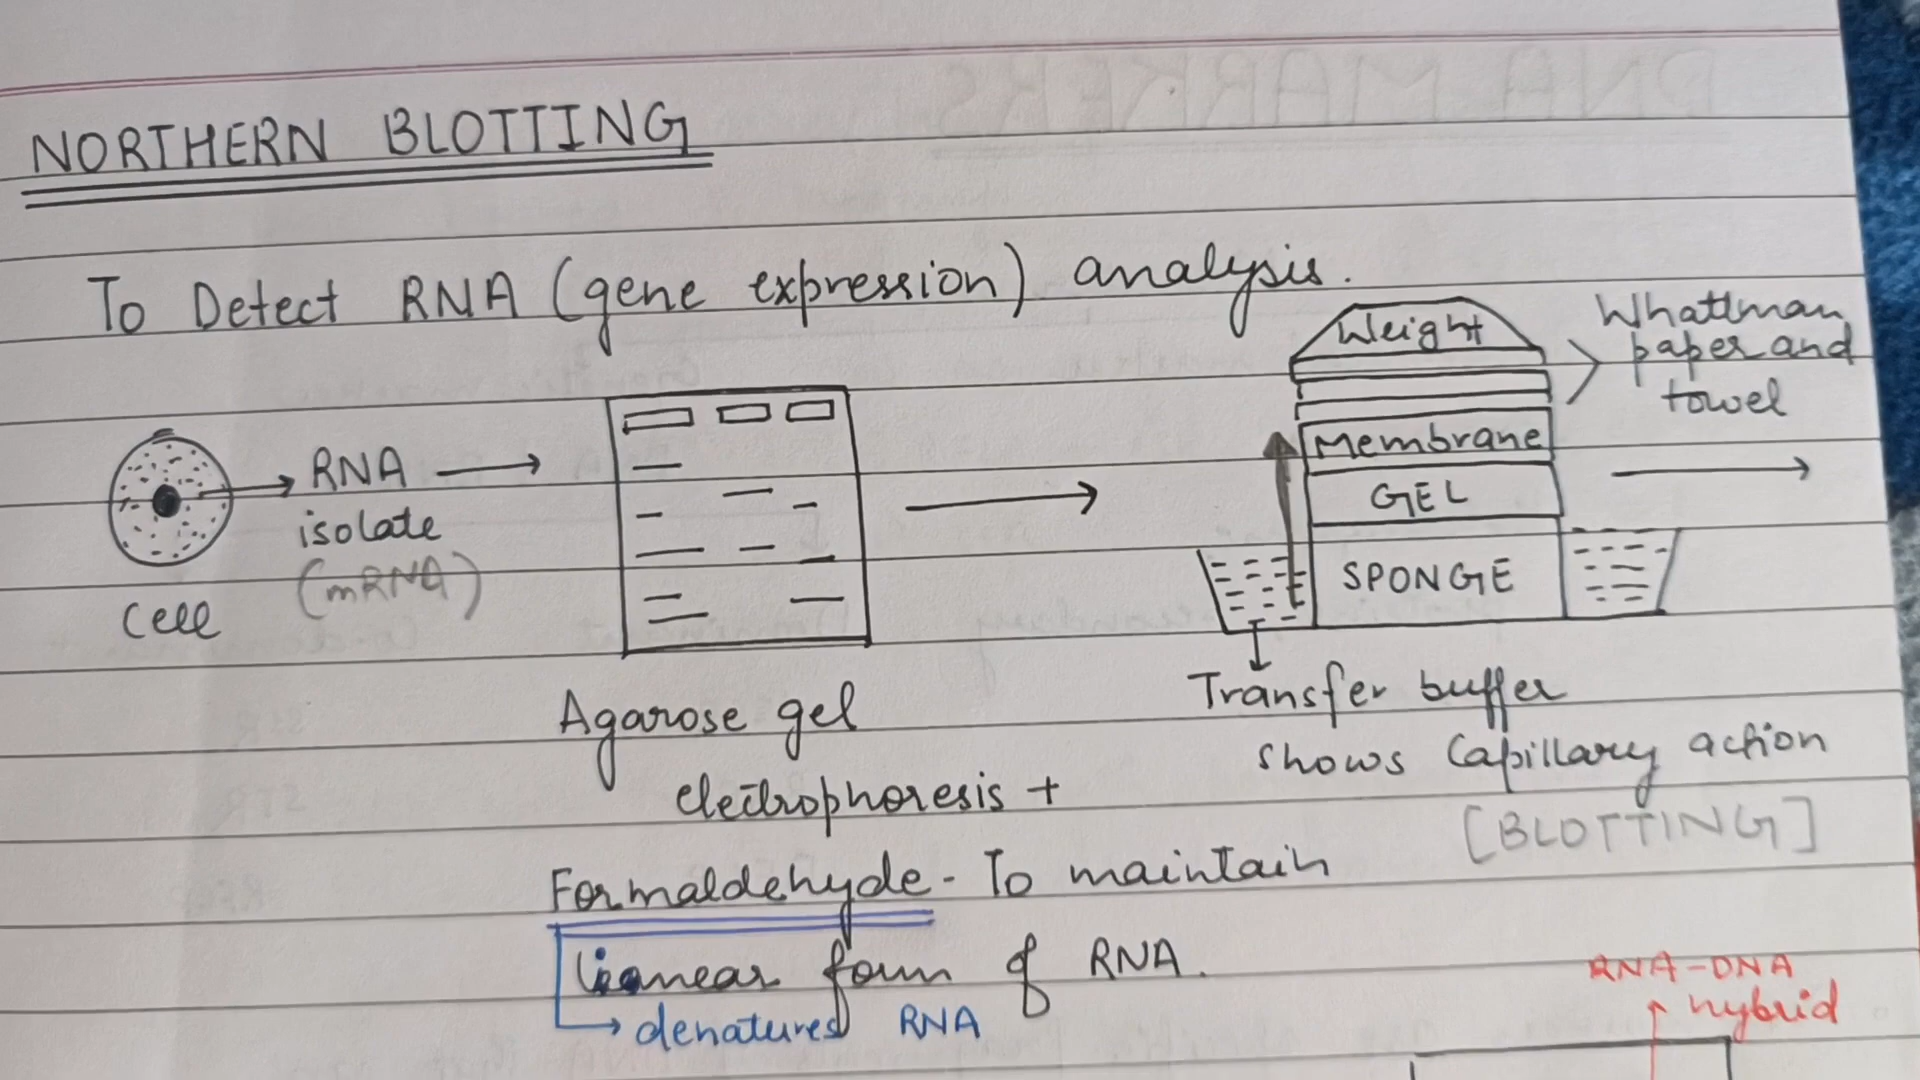 NORTHERN BLOTTING
To Detect RNA (gene expression) analysis.
Weight
Whattman
paper and
towel
Membrane
GEL
SPONGE
RNA
isolate
(mRNA)
Cell
Agarose gel
electrophoresis +
Formaldehyde - To maintain
linear form of RNA.
denatures RNA
Transfer buffer
shows Capillary action
[BLOTTING]
RNA-DNA
hybrid